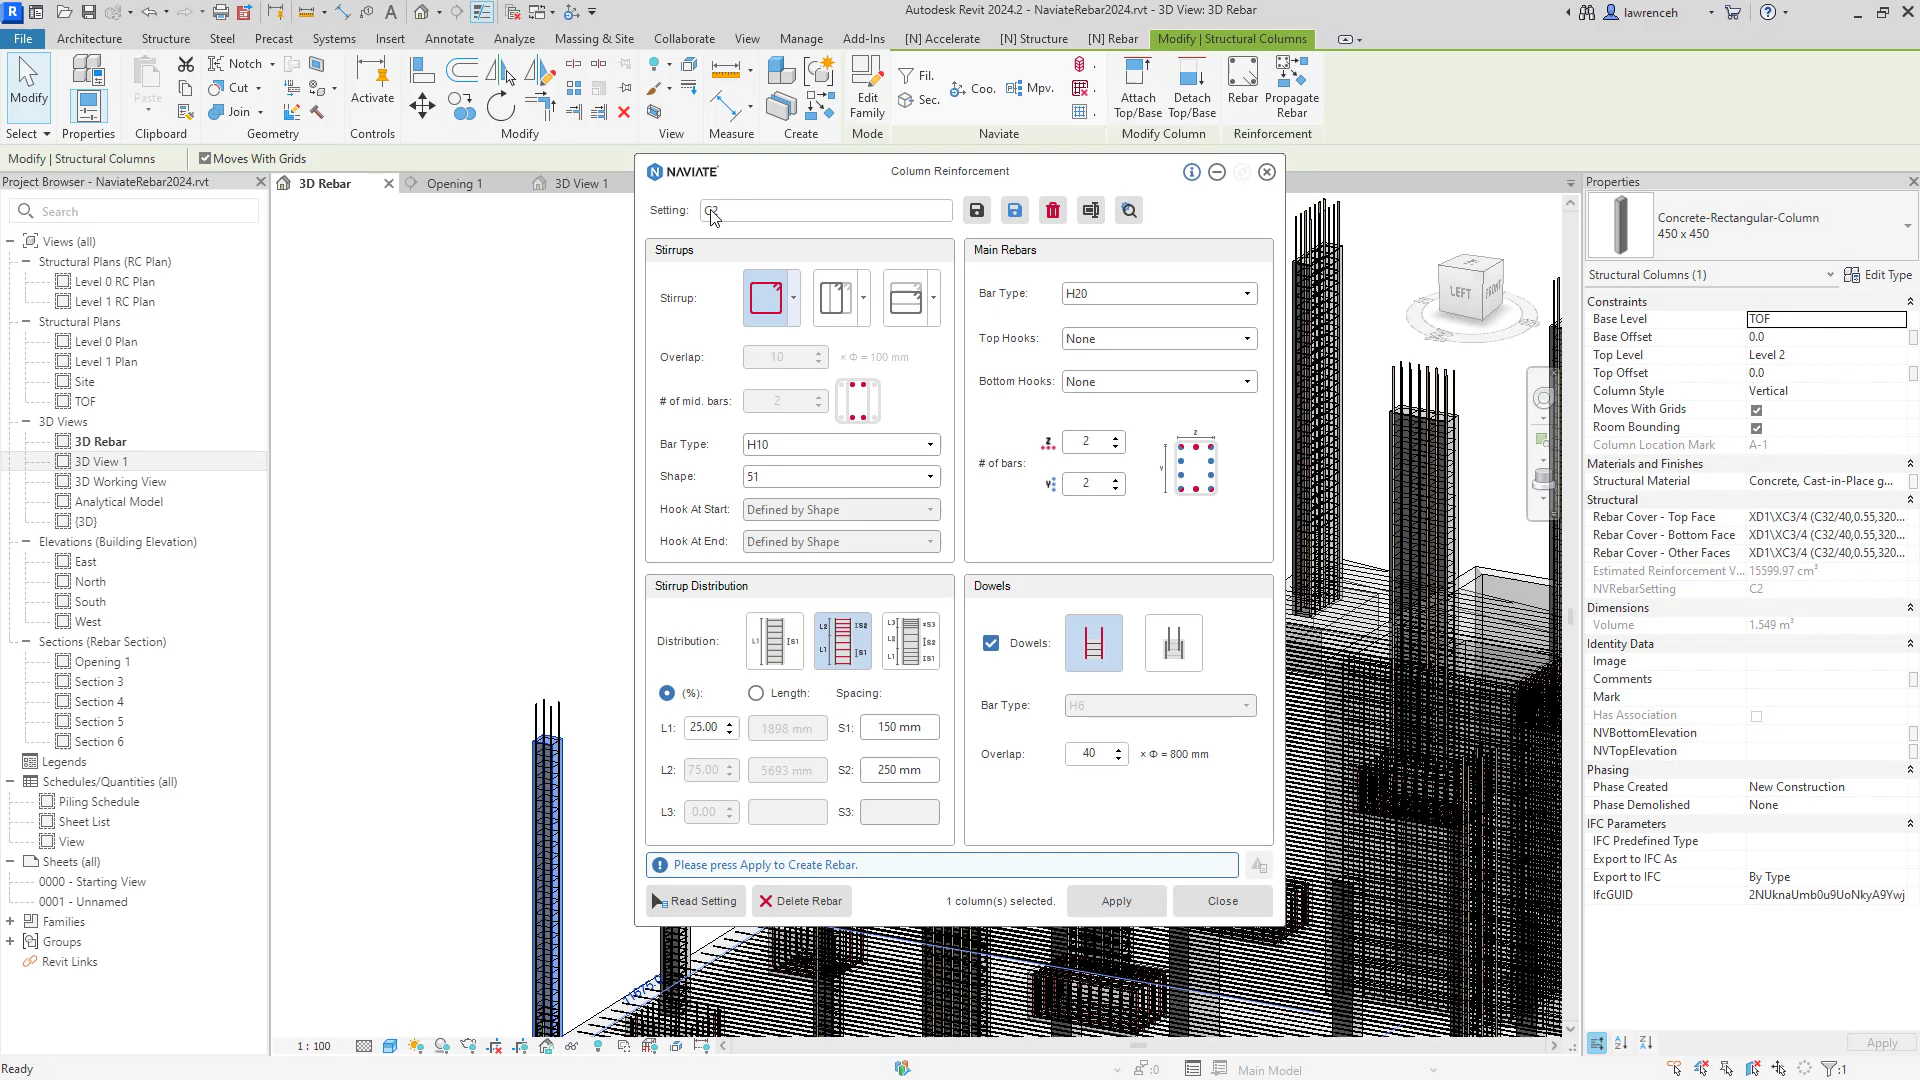 Autodesk Revit 2024.2 - NaviateRebar2024.rvt - 3D View: 3D Rebar
lawrenceh
File
Architecture
Structure
Steel
Precast
Systems
Insert
Annotate
Analyze
Massing & Site
Collaborate
View
Manage
Add-Ins
[N] Accelerate
[N] Structure
[N] Rebar
Modify | Structural Columns
Modify
Select
Properties
Paste
Clipboard
Notch
Cut
Join
Geometry
Activate
Controls
Modify
View
Measure
Create
Edit Family
Mode
Fil.
Sec.
Coo.
Mpv.
Naviate
Attach Top/Base
Detach Top/Base
Modify Column
Rebar
Propagate Rebar
Reinforcement
Modify | Structural Columns
Moves With Grids
Project Browser - NaviateRebar2024.rvt
Search
Views (all)
Structural Plans (RC Plan)
Level 0 RC Plan
Level 1 RC Plan
Structural Plans
Level 0 Plan
Level 1 Plan
Site
TOF
3D Views
3D Rebar
3D View 1
3D Working View
Analytical Model
{3D}
Elevations (Building Elevation)
East
North
South
West
Sections (Rebar Section)
Opening 1
Section 3
Section 4
Section 5
Section 6
Legends
Schedules/Quantities (all)
Piling Schedule
Sheet List
View
Sheets (all)
0000 - Starting View
0001 - Unnamed
Families
Groups
Revit Links
3D Rebar
Opening 1
3D View 1
NAVIATE
Column Reinforcement
Setting:
Stirrups
Stirrup:
Overlap: 10 × Φ = 100 mm
# of mid. bars: 2
Bar Type: H10
Shape: 51
Hook At Start: Defined by Shape
Hook At End: Defined by Shape
Main Rebars
Bar Type: H20
Top Hooks: None
Bottom Hooks: None
# of bars:
z 2
y 2
Stirrup Distribution
Distribution:
(%): Length: Spacing:
L1: 25.00 1898 mm S1: 150 mm
L2: 75.00 5693 mm S2: 250 mm
L3: 0.00 S3:
Dowels
Dowels:
Bar Type: H6
Overlap: 40 × Φ = 800 mm
Please press Apply to Create Rebar.
Read Setting
Delete Rebar
1 column(s) selected.
Apply
Close
LEFT
FRONT
Properties
Concrete-Rectangular-Column
450 x 450
Structural Columns (1)
Edit Type
Constraints
Base Level TOF
Base Offset 0.0
Top Level Level 2
Top Offset 0.0
Column Style Vertical
Moves With Grids
Room Bounding
Column Location Mark A-1
Materials and Finishes
Structural Material Concrete, Cast-in-Place g...
Structural
Rebar Cover - Top Face XD1\XC3/4 (C32/40,0.55,320...
Rebar Cover - Bottom Face XD1\XC3/4 (C32/40,0.55,320...
Rebar Cover - Other Faces XD1\XC3/4 (C32/40,0.55,320...
Estimated Reinforcement V... 15599.97 cm³
NVRebarSetting C2
Dimensions
Volume 1.549 m³
Identity Data
Image
Comments
Mark
Has Association
NVBottomElevation
NVTopElevation
Phasing
Phase Created New Construction
Phase Demolished None
IFC Parameters
IFC Predefined Type
Export to IFC As
Export to IFC By Type
IfcGUID 2NUknaUmb0u9UoNkyA9Ywj
Apply
1 : 100
Ready
:0
Main Model
:1